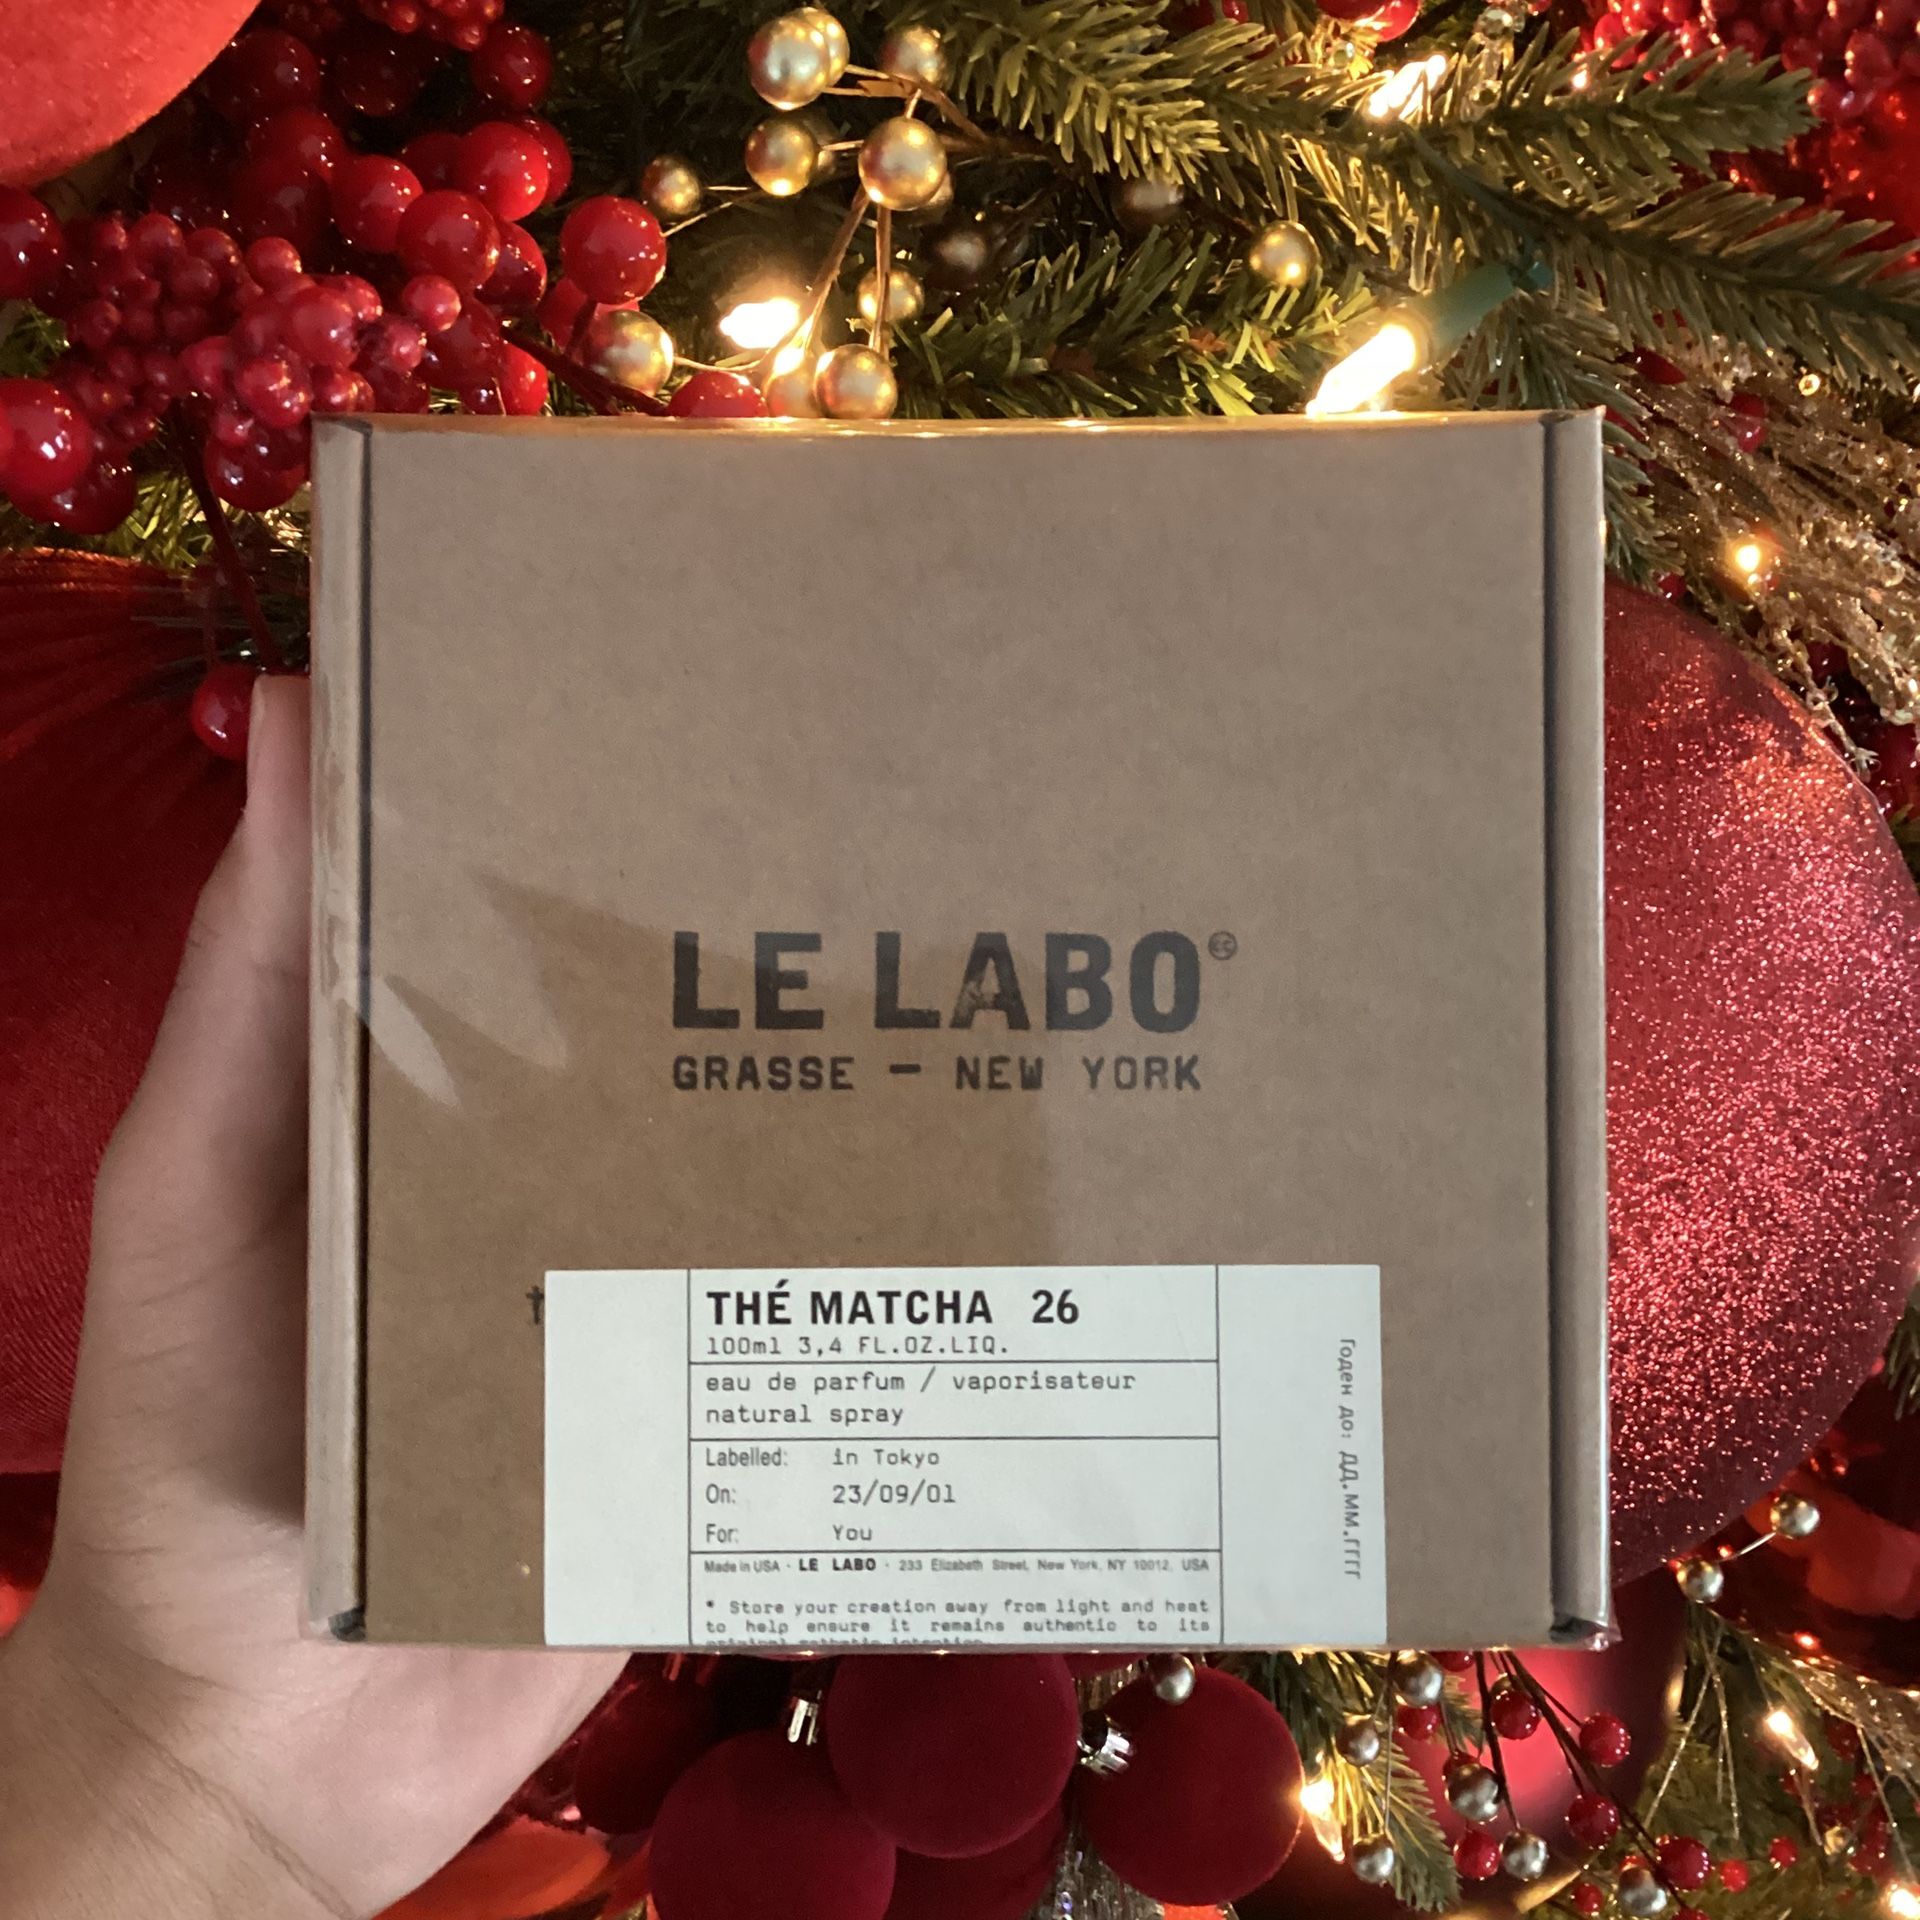 LE LABO
GRASSE — NEW YORK
THÉ MATCHA 26
100ml 3,4 FL.OZ.LIQ.
eau de parfum / vaporisateur
natural spray
Labelled: in Tokyo
On: 23/09/01
For: You
Made in USA · LE LABO · 233 Elizabeth Street, New York, NY 10012, USA
* Store your creation away from light and heat
to help ensure it remains authentic to its
Годен до: ДД.ММ.ГГГГ